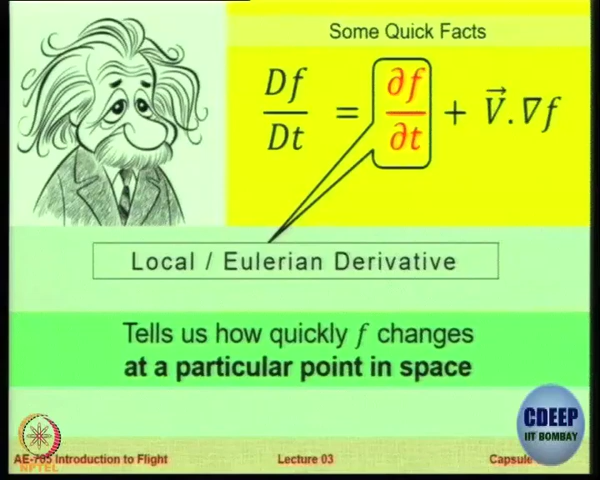 Some Quick Facts
Df/Dt = ∂f/∂t + V⃗.∇f
Local / Eulerian Derivative
Tells us how quickly f changes
at a particular point in space
CDEEP
IIT BOMBAY
AE-705 Introduction to Flight
Lecture 03
Capsule
NPTEL